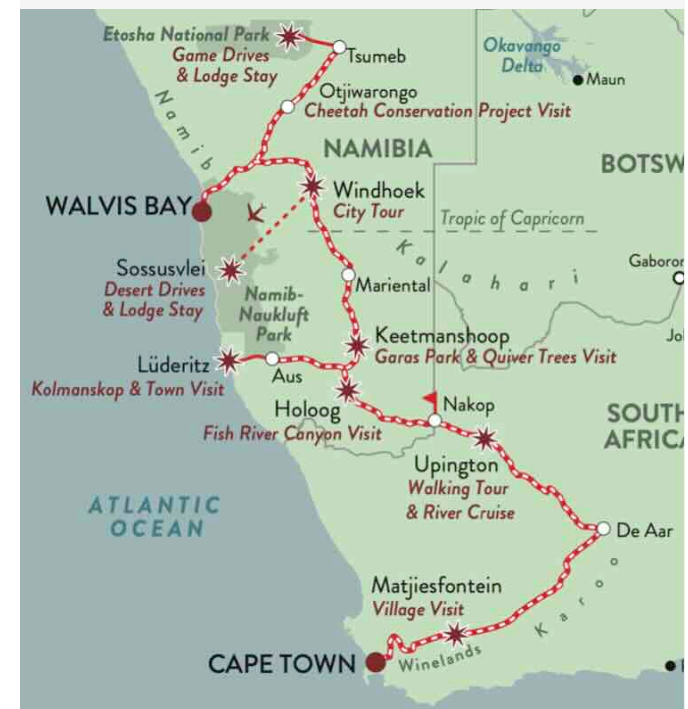 Etosha National Park
Game Drives
& Lodge Stay
Tsumeb
Okavango
Delta
Maun
Otjiwarongo
Cheetah Conservation Project Visit
Namib
NAMIBIA
BOTSW
WALVIS BAY
Windhoek
City Tour
Tropic of Capricorn
Kalahari
Gaboron
Sossusvlei
Desert Drives
& Lodge Stay
Mariental
Namib-
Naukluft
Park
Keetmanshoop
Garas Park & Quiver Trees Visit
Jo
Lüderitz
Kolmanskop & Town Visit
Aus
Holoog
Fish River Canyon Visit
Nakop
SOUTH
AFRICA
Upington
Walking Tour
& River Cruise
ATLANTIC
OCEAN
De Aar
Matjiesfontein
Village Visit
Karoo
CAPE TOWN
Winelands